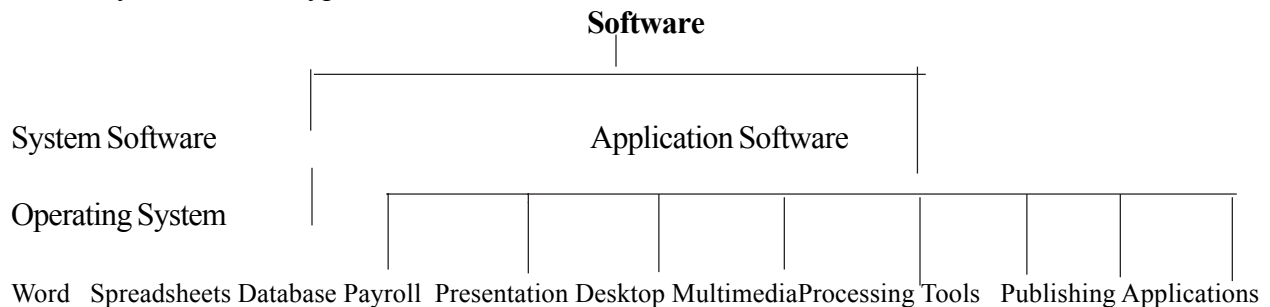 Software
System Software Application Software
Operating System
Word Spreadsheets Database Payroll Presentation Desktop MultimediaProcessing Tools Publishing Applications